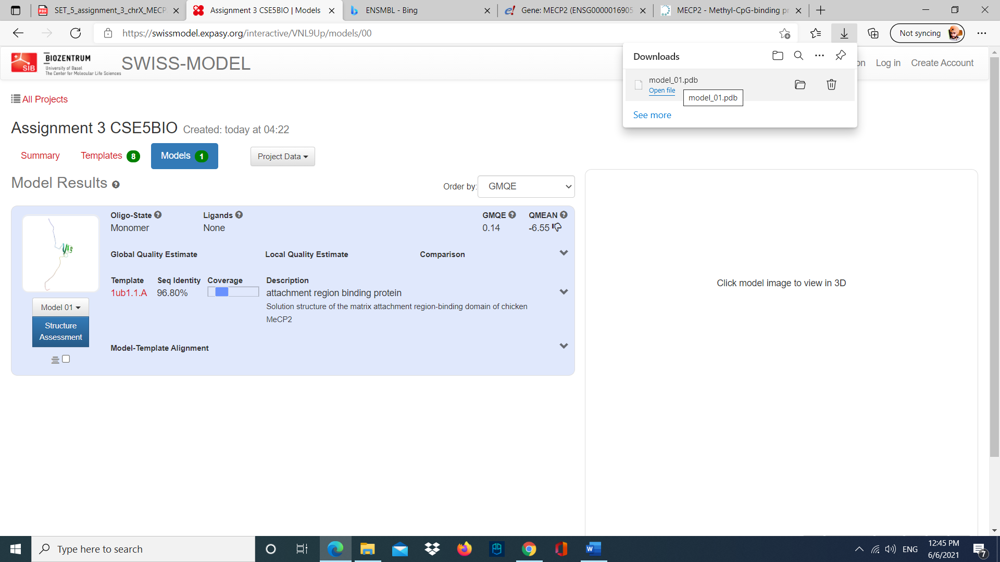 SET_5_assignment_3_chrX_MECP
Assignment 3 CSE5BIO | Models
ENSMBL - Bing
Gene: MECP2 (ENSG0000016905
MECP2 - Methyl-CpG-binding pr
https://swissmodel.expasy.org/interactive/VNL9Up/models/00
Not syncing
SIB
BIOZENTRUM
University of Basel
The Center for Molecular Life Sciences
SWISS-MODEL
Downloads
on
Log in
Create Account
model_01.pdb
Open file
model_01.pdb
See more
All Projects
Assignment 3 CSE5BIO Created: today at 04:22
Summary
Templates 8
Models 1
Project Data
Model Results
Order by: GMQE
Oligo-State
Ligands
GMQE
QMEAN
Monomer
None
0.14
-6.55
Global Quality Estimate
Local Quality Estimate
Comparison
Template
Seq Identity
Coverage
Description
1ub1.1.A
96.80%
attachment region binding protein
Solution structure of the matrix attachment region-binding domain of chicken
MeCP2
Model 01
Structure
Assessment
Model-Template Alignment
Click model image to view in 3D
Type here to search
ENG
12:45 PM
6/6/2021
7